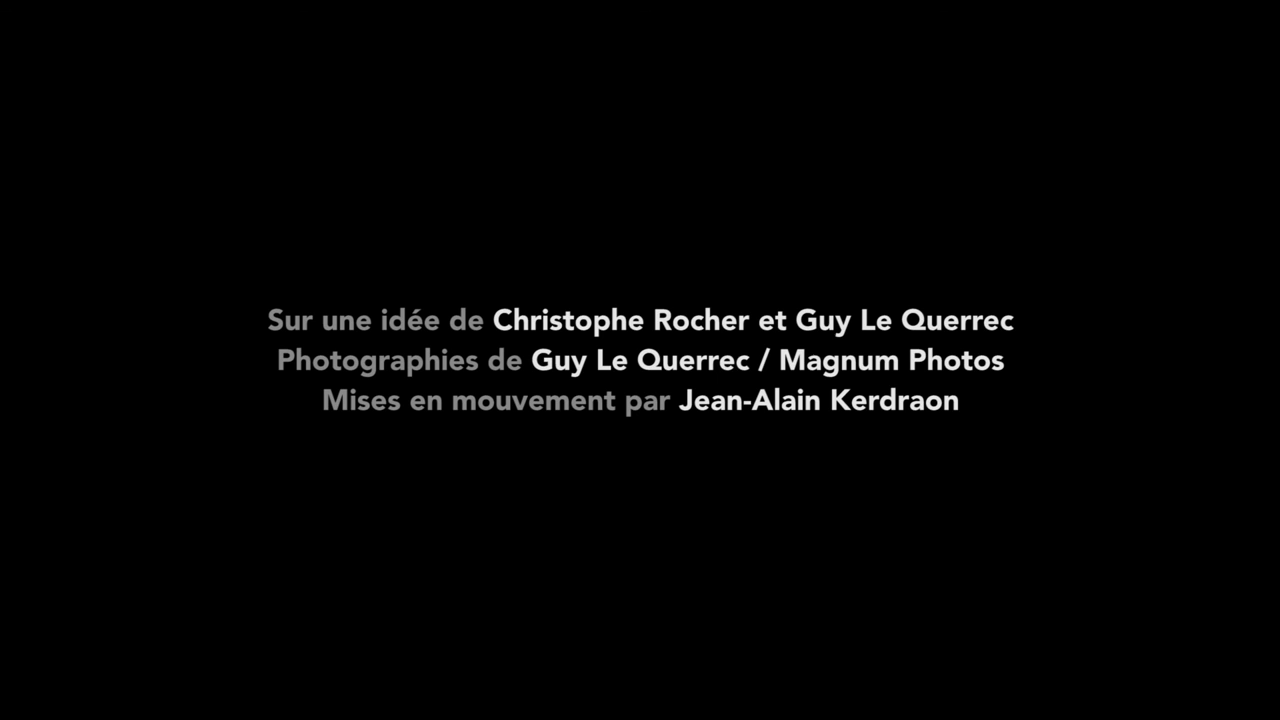 Sur une idée de Christophe Rocher et Guy Le Querrec
Photographies de Guy Le Querrec / Magnum Photos
Mises en mouvement par Jean-Alain Kerdraon